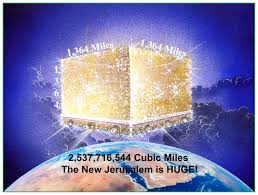 1,364 Miles 1,364 Miles
2,537,716,544 Cubic Miles
The New Jerusalem is HUGE!